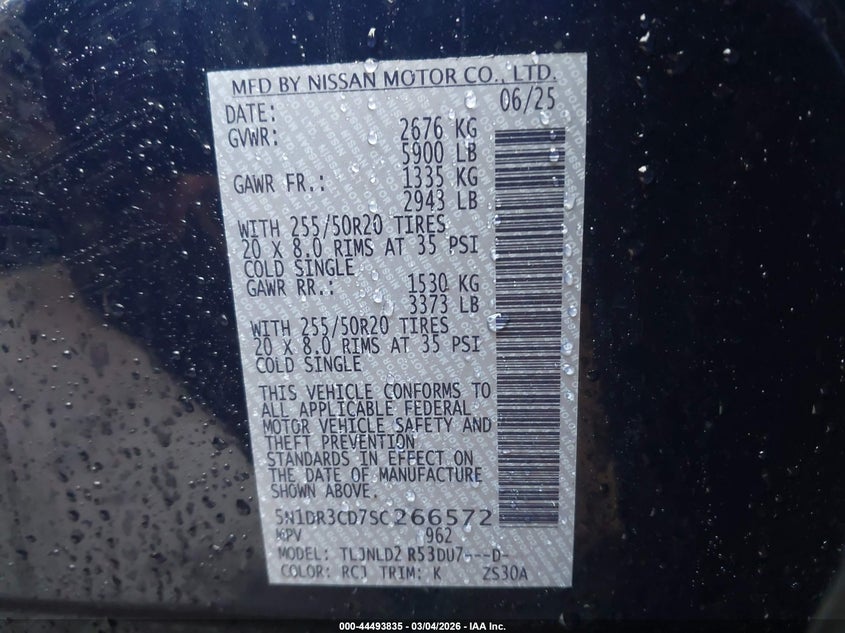 MFD BY NISSAN MOTOR CO., LTD.
DATE: 06/25
GVWR: 2676 KG
5900 LB
GAWR FR.: 1335 KG
2943 LB
WITH 255/50R20 TIRES
20 X 8.0 RIMS AT 35 PSI
COLD SINGLE
GAWR RR.: 1530 KG
3373 LB
WITH 255/50R20 TIRES
20 X 8.0 RIMS AT 35 PSI
COLD SINGLE
THIS VEHICLE CONFORMS TO
ALL APPLICABLE FEDERAL
MOTOR VEHICLE SAFETY AND
THEFT PREVENTION
STANDARDS IN EFFECT ON
THE DATE OF MANUFACTURE
SHOWN ABOVE.
5N1DR3CD7SC266572
MPV 962
MODEL: TLJNLD2 R53DU7---D-
COLOR: RCJ TRIM: K ZS30A
000-44493835 - 03/04/2026 - IAA Inc.